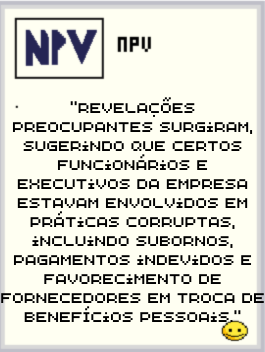 NPV NPV
"REVELAÇÕES
PREOCUPANTES SURGIRAM,
SUGERINDO QUE CERTOS
FUNCIONÁRIOS E
EXECUTIVOS DA EMPRESA
ESTAVAM ENVOLVIDOS EM
PRÁTICAS CORRUPTAS,
INCLUINDO SUBORNOS,
PAGAMENTOS INDEVIDOS E
FAVORECIMENTO DE
FORNECEDORES EM TROCA DE
BENEFÍCIOS PESSOAIS."